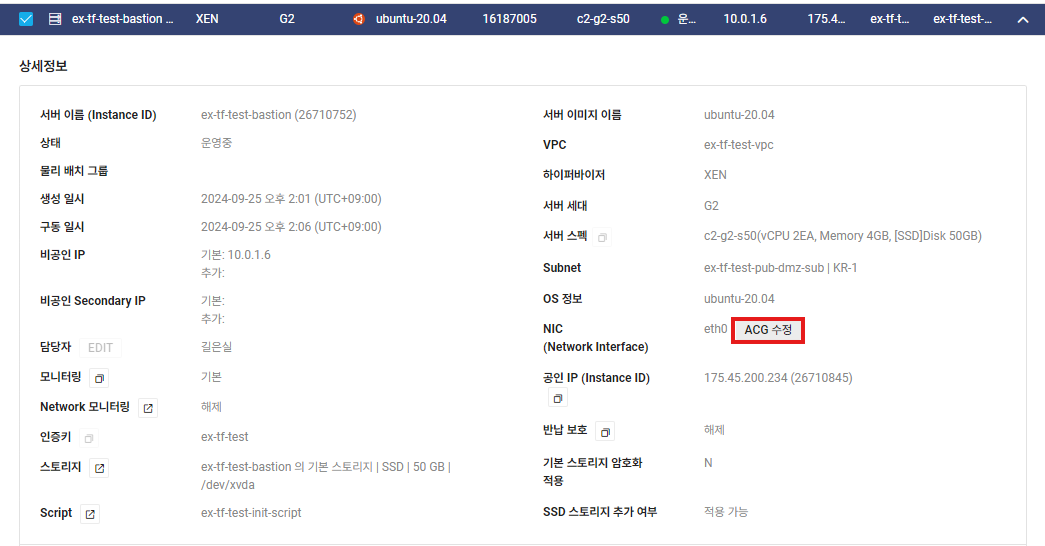 ex-tf-test-bastion ... XEN G2 ubuntu-20.04 16187005 c2-g2-s50 운... 10.0.1.6 175.4... ex-tf-t... ex-tf-test-...
상세정보
서버 이름 (Instance ID) ex-tf-test-bastion (26710752)
상태 운영중
물리 배치 그룹
생성 일시 2024-09-25 오후 2:01 (UTC+09:00)
구동 일시 2024-09-25 오후 2:06 (UTC+09:00)
비공인 IP 기본: 10.0.1.6
추가:
비공인 Secondary IP 기본:
추가:
담당자 EDIT 길은실
모니터링 기본
Network 모니터링 해제
인증키 ex-tf-test
스토리지 ex-tf-test-bastion 의 기본 스토리지 | SSD | 50 GB |
/dev/xvda
Script ex-tf-test-init-script
서버 이미지 이름 ubuntu-20.04
VPC ex-tf-test-vpc
하이퍼바이저 XEN
서버 세대 G2
서버 스펙 c2-g2-s50(vCPU 2EA, Memory 4GB, [SSD]Disk 50GB)
Subnet ex-tf-test-pub-dmz-sub | KR-1
OS 정보 ubuntu-20.04
NIC eth0 ACG 수정
(Network Interface)
공인 IP (Instance ID) 175.45.200.234 (26710845)
반납 보호 해제
기본 스토리지 암호화 N
적용
SSD 스토리지 추가 여부 적용 가능